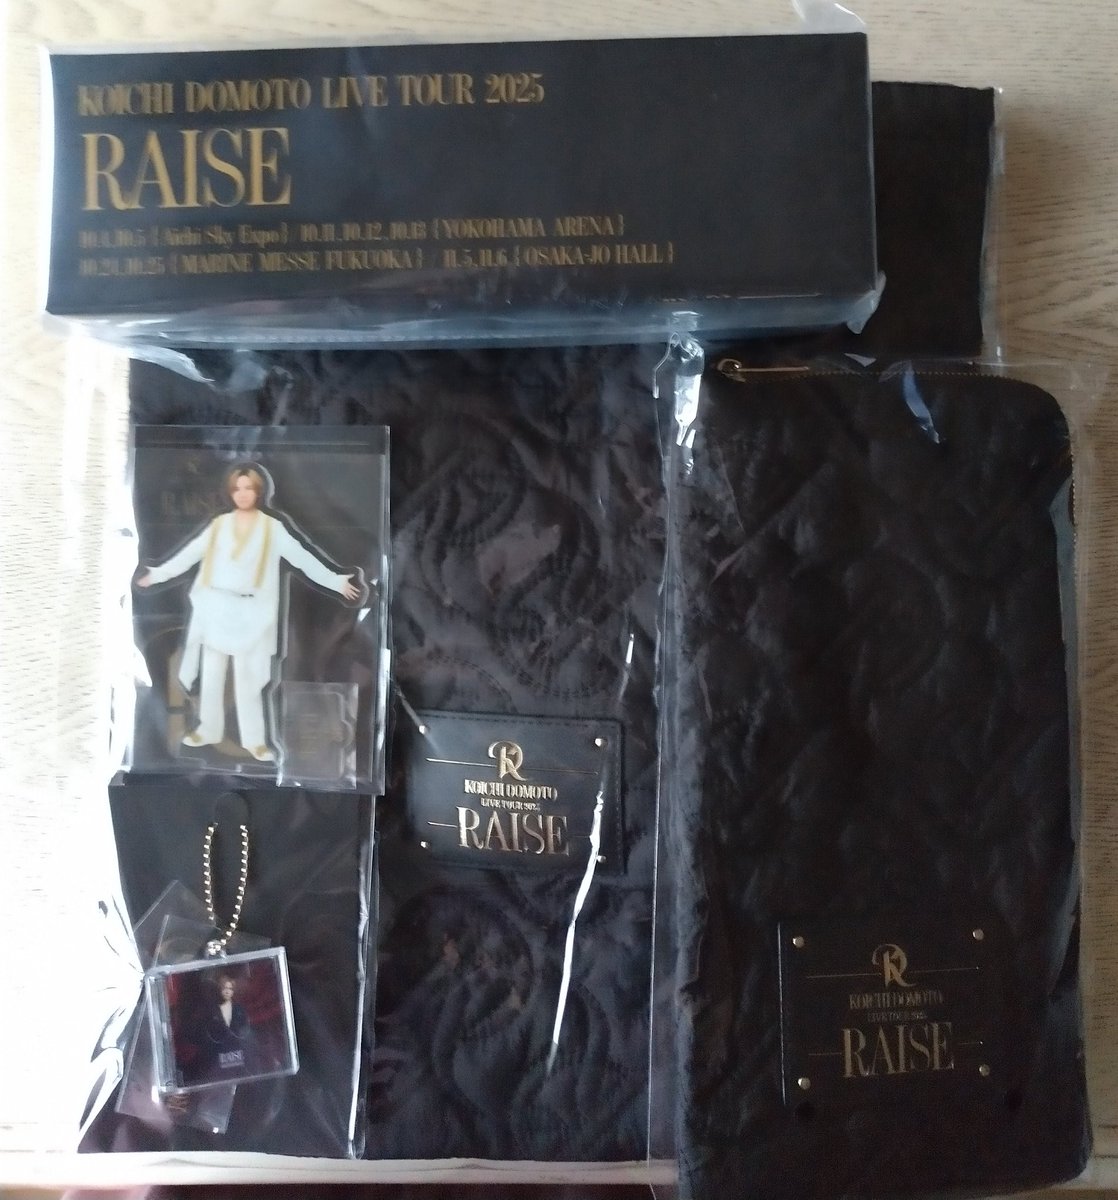 KOICHI DOMOTO LIVE TOUR 2025
RAISE
10.4.10.5 {Aichi Sky Expo} / 10.11.10.12.10.13 {YOKOHAMA ARENA}
10.24.10.25 {MARINE MESSE FUKUOKA} / 11.5.11.6 {OSAKA-JO HALL}
RAISE
R
KOICHI DOMOTO
LIVE TOUR 2025
RAISE
RAISE
R
KOICHI DOMOTO
LIVE TOUR 2025
RAISE